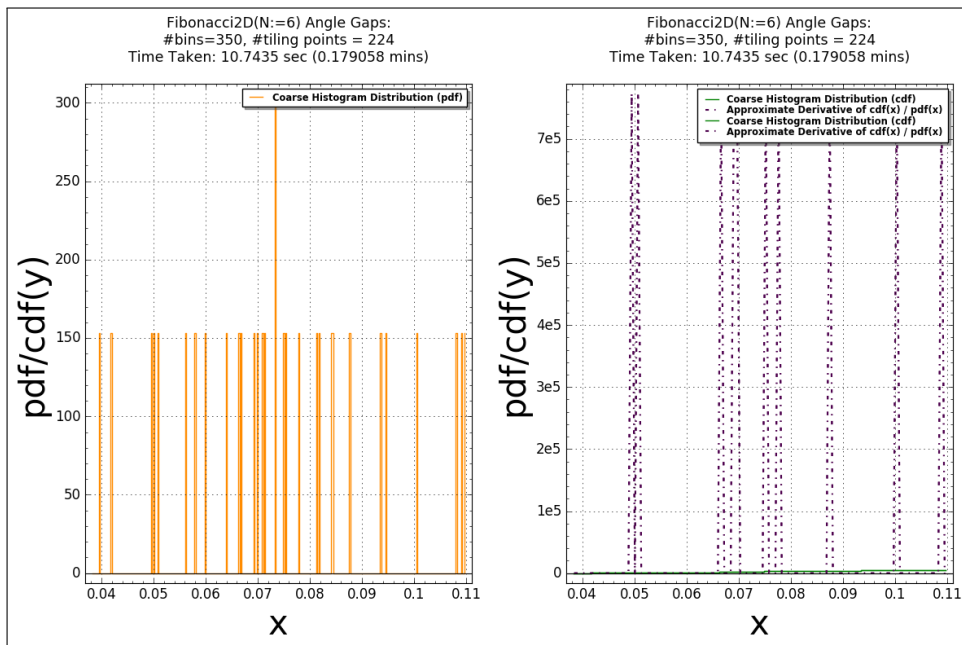 Fibonacci2D(N:=6) Angle Gaps:
#bins=350, #tiling points = 224
Time Taken: 10.7435 sec (0.179058 mins)
Coarse Histogram Distribution (pdf)
300
250
200
150
100
50
0
0.04 0.05 0.06 0.07 0.08 0.09 0.1 0.11
pdf/cdf(y)
x
Fibonacci2D(N:=6) Angle Gaps:
#bins=350, #tiling points = 224
Time Taken: 10.7435 sec (0.179058 mins)
Coarse Histogram Distribution (cdf)
Approximate Derivative of cdf(x) / pdf(x)
Coarse Histogram Distribution (cdf)
Approximate Derivative of cdf(x) / pdf(x)
7e5
6e5
5e5
4e5
3e5
2e5
1e5
0
0.04 0.05 0.06 0.07 0.08 0.09 0.1 0.11
pdf/cdf(y)
x